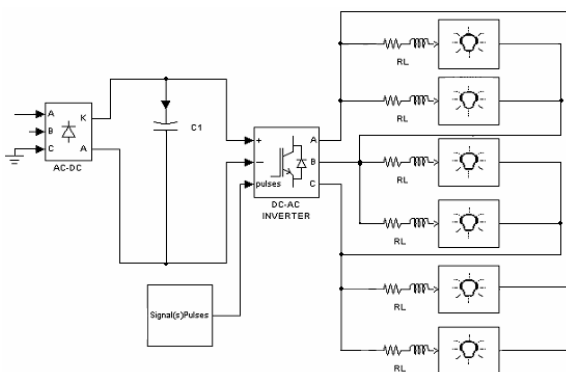 A
B
C
K
A
AC-DC
C1
+
−
pulses
A
B
C
DC-AC
INVERTER
Signal(s)Pulses
RL
RL
RL
RL
RL
RL